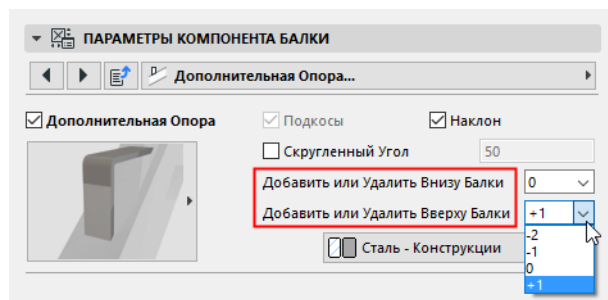 ПАРАМЕТРЫ КОМПОНЕНТА БАЛКИ
Дополнительная Опора...
Дополнительная Опора Подкосы Наклон
Скругленный Угол 50
Добавить или Удалить Внизу Балки 0
Добавить или Удалить Вверху Балки +1
-2
-1
Сталь - Конструкции
0
+1